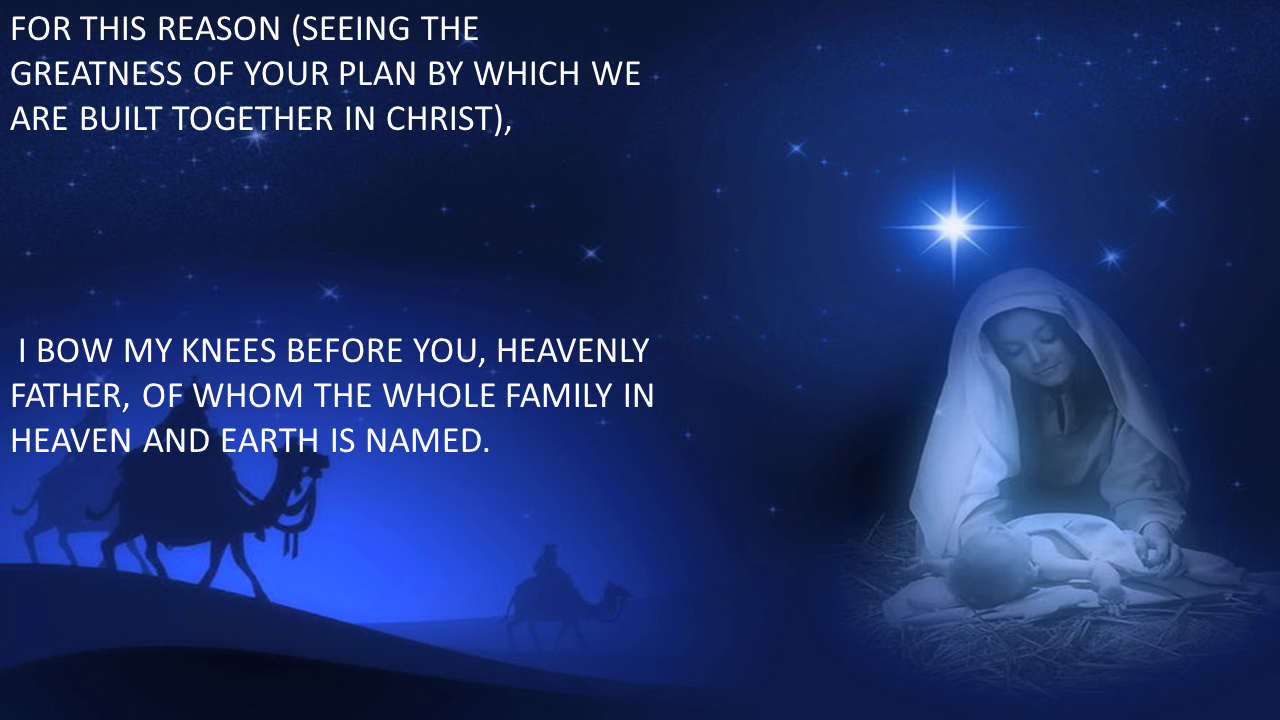 FOR THIS REASON (SEEING THE
GREATNESS OF YOUR PLAN BY WHICH WE
ARE BUILT TOGETHER IN CHRIST),
I BOW MY KNEES BEFORE YOU, HEAVENLY
FATHER, OF WHOM THE WHOLE FAMILY IN
HEAVEN AND EARTH IS NAMED.